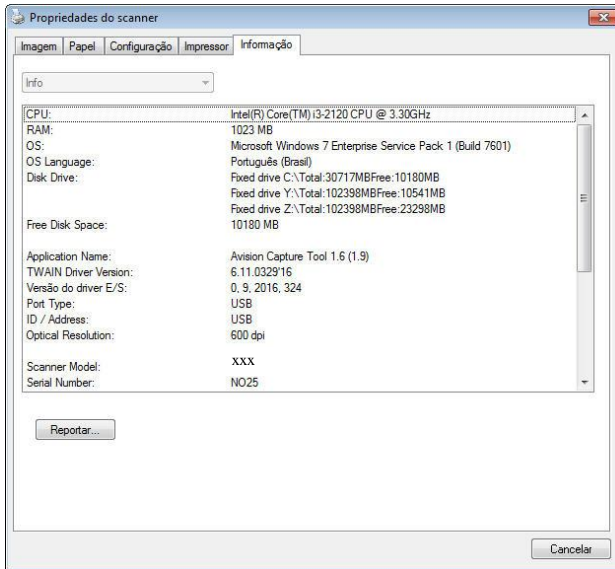 Propriedades do scanner
Imagem Papel Configuração Impressor Informação
Info
CPU: Intel(R) Core(TM) i3-2120 CPU @ 3.30GHz
RAM: 1023 MB
OS: Microsoft Windows 7 Enterprise Service Pack 1 (Build 7601)
OS Language: Português (Brasil)
Disk Drive: Fixed drive C:\Total:30717MBFree:10180MB
Fixed drive Y:\Total:102398MBFree:10541MB
Fixed drive Z:\Total:102398MBFree:23298MB
Free Disk Space: 10180 MB
Application Name: Avision Capture Tool 1.6 (1.9)
TWAIN Driver Version: 6.11.0329'16
Versão do driver E/S: 0, 9, 2016, 324
Port Type: USB
ID / Address: USB
Optical Resolution: 600 dpi
Scanner Model: XXX
Serial Number: NO25
Reportar...
Cancelar